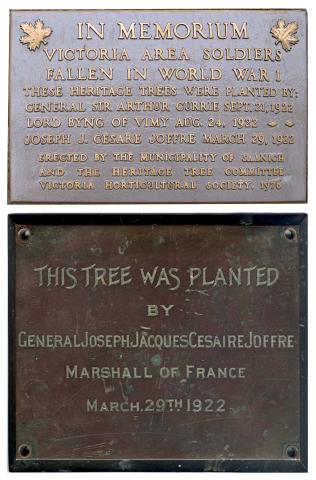 IN MEMORIUM
VICTORIA AREA SOLDIERS
FALLEN IN WORLD WAR I
THESE HERITAGE TREES WERE PLANTED BY:
GENERAL SIR ARTHUR CURRIE SEPT. 21, 1922
LORD BYNG OF VIMY AUG. 24, 1922
JOSEPH J. CÉSARE JOFFRÉ MARCH 29, 1922
ERECTED BY THE MUNICIPALITY OF SAANICH
AND THE HERITAGE TREE COMMITTEE
VICTORIA HORTICULTURAL SOCIETY. 1976
THIS TREE WAS PLANTED
BY
GENERAL JOSEPH JACQUES CESAIRE JOFFRE
MARSHALL OF FRANCE
MARCH. 29TH 1922